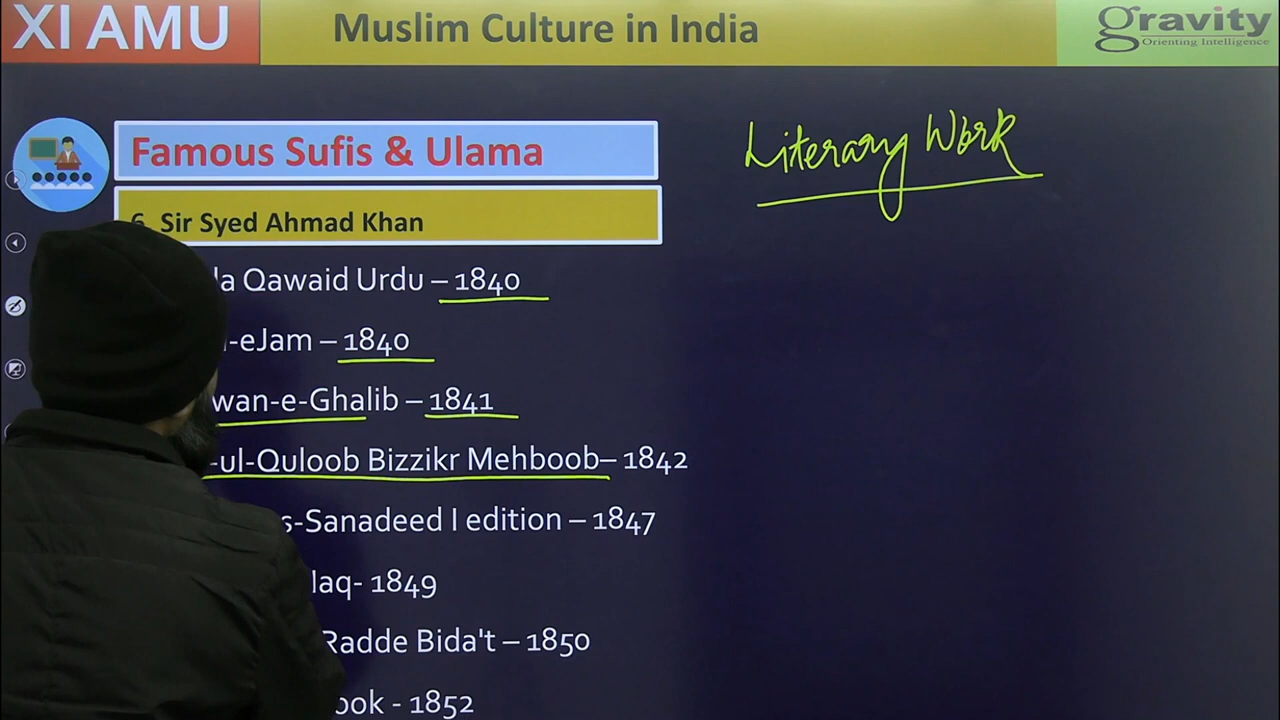 XI AMU
Muslim Culture in India
gravity
Orienting Intelligence
Famous Sufis & Ulama
Literary Work
6. Sir Syed Ahmad Khan
Qawaid Urdu – 1840
-eJam – 1840
wan-e-Ghalib – 1841
-ul-Quloob Bizzikr Mehboob– 1842
s-Sanadeed I edition – 1847
laq- 1849
Radde Bida't – 1850
ook - 1852